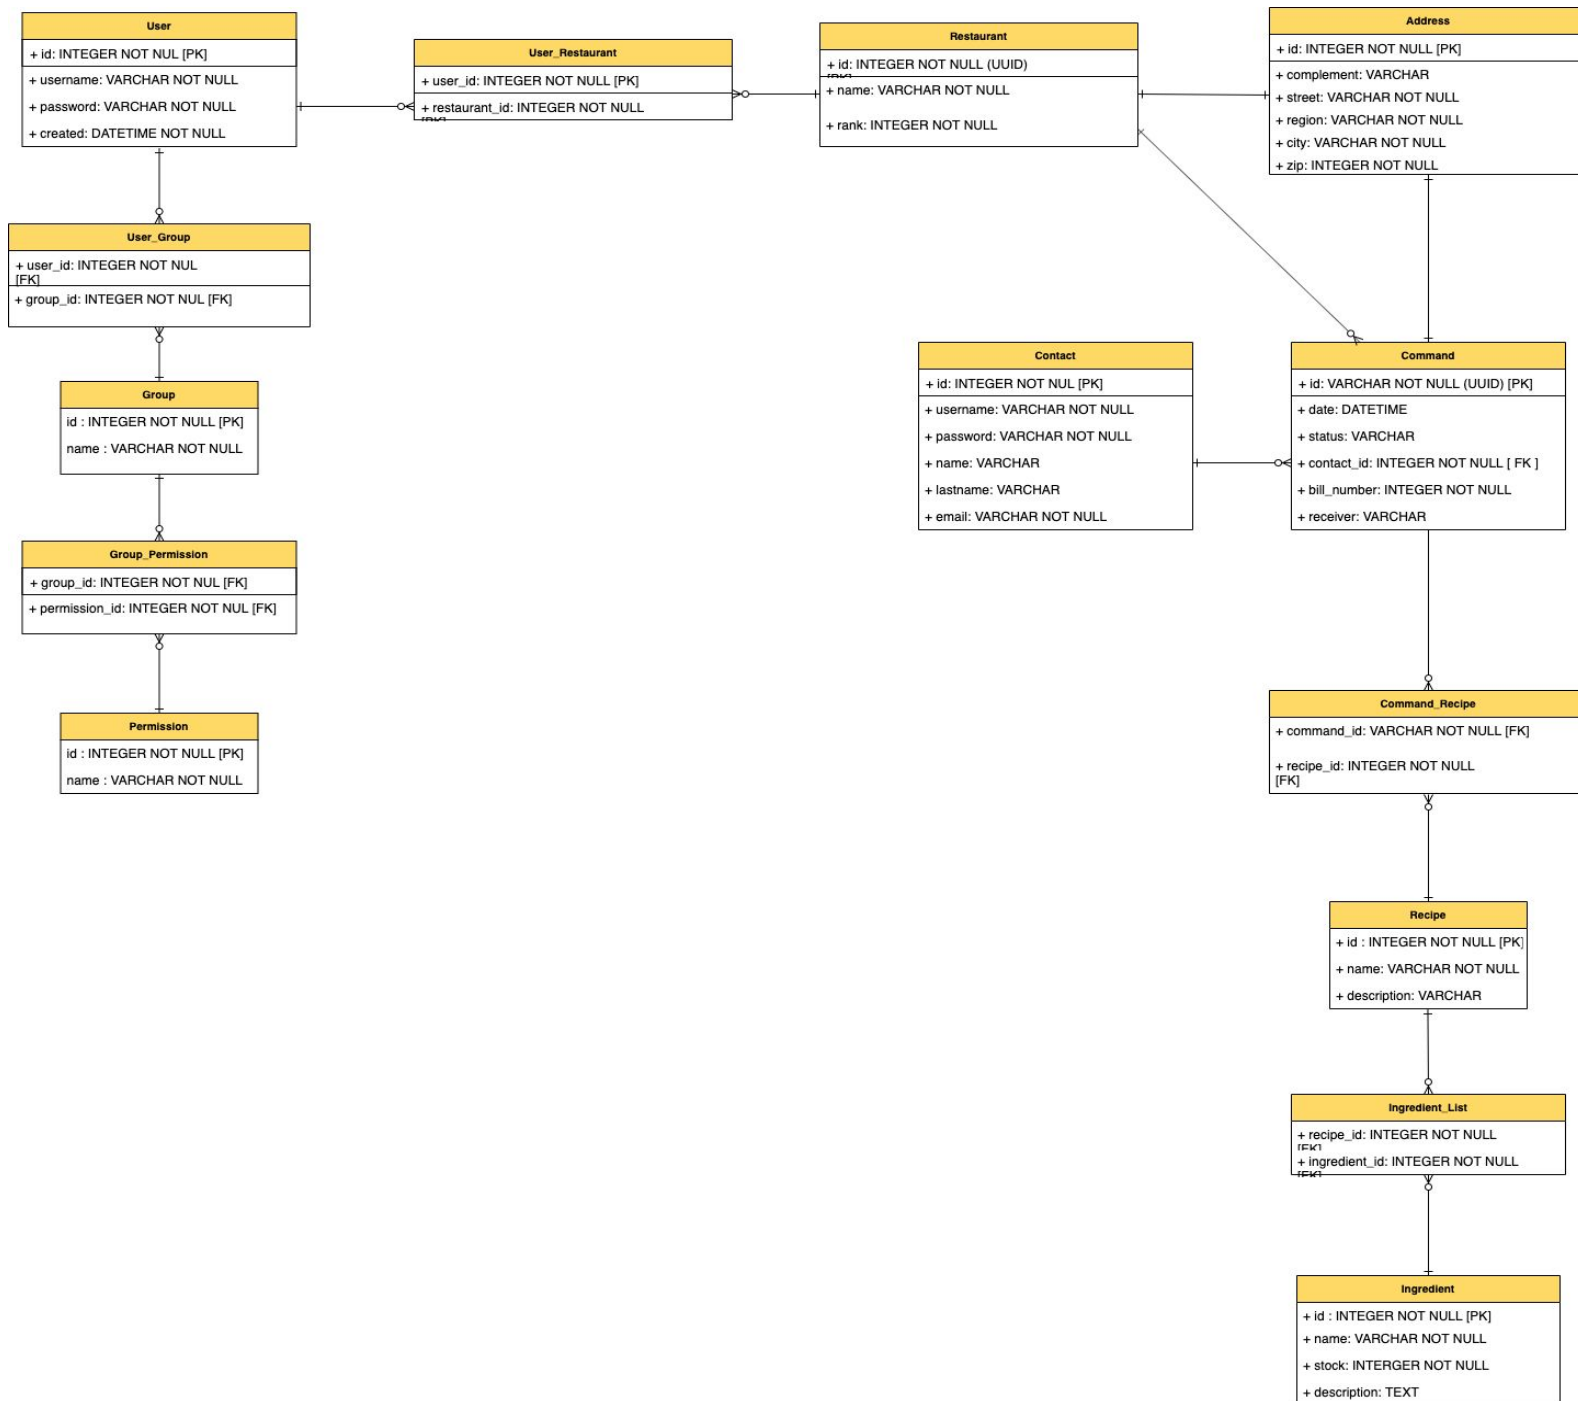 User
+ id: INTEGER NOT NUL [PK]
+ username: VARCHAR NOT NULL
+ password: VARCHAR NOT NULL
+ created: DATETIME NOT NULL
User_Restaurant
+ user_id: INTEGER NOT NULL [PK]
+ restaurant_id: INTEGER NOT NULL
Restaurant
+ id: INTEGER NOT NULL (UUID)
+ name: VARCHAR NOT NULL
+ rank: INTEGER NOT NULL
Address
+ id: INTEGER NOT NULL [PK]
+ complement: VARCHAR
+ street: VARCHAR NOT NULL
+ region: VARCHAR NOT NULL
+ city: VARCHAR NOT NULL
+ zip: INTEGER NOT NULL
User_Group
+ user_id: INTEGER NOT NUL
[FK]
+ group_id: INTEGER NOT NUL [FK]
Group
id : INTEGER NOT NULL [PK]
name : VARCHAR NOT NULL
Group_Permission
+ group_id: INTEGER NOT NUL [FK]
+ permission_id: INTEGER NOT NUL [FK]
Permission
id : INTEGER NOT NULL [PK]
name : VARCHAR NOT NULL
Contact
+ id: INTEGER NOT NUL [PK]
+ username: VARCHAR NOT NULL
+ password: VARCHAR NOT NULL
+ name: VARCHAR
+ lastname: VARCHAR
+ email: VARCHAR NOT NULL
Command
+ id: VARCHAR NOT NULL (UUID) [PK]
+ date: DATETIME
+ status: VARCHAR
+ contact_id: INTEGER NOT NULL [ FK ]
+ bill_number: INTEGER NOT NULL
+ receiver: VARCHAR
Command_Recipe
+ command_id: VARCHAR NOT NULL [FK]
+ recipe_id: INTEGER NOT NULL
[FK]
Recipe
+ id : INTEGER NOT NULL [PK]
+ name: VARCHAR NOT NULL
+ description: VARCHAR
Ingredient_List
+ recipe_id: INTEGER NOT NULL
[FK]
+ ingredient_id: INTEGER NOT NULL
Ingredient
+ id : INTEGER NOT NULL [PK]
+ name: VARCHAR NOT NULL
+ stock: INTERGER NOT NULL
+ description: TEXT